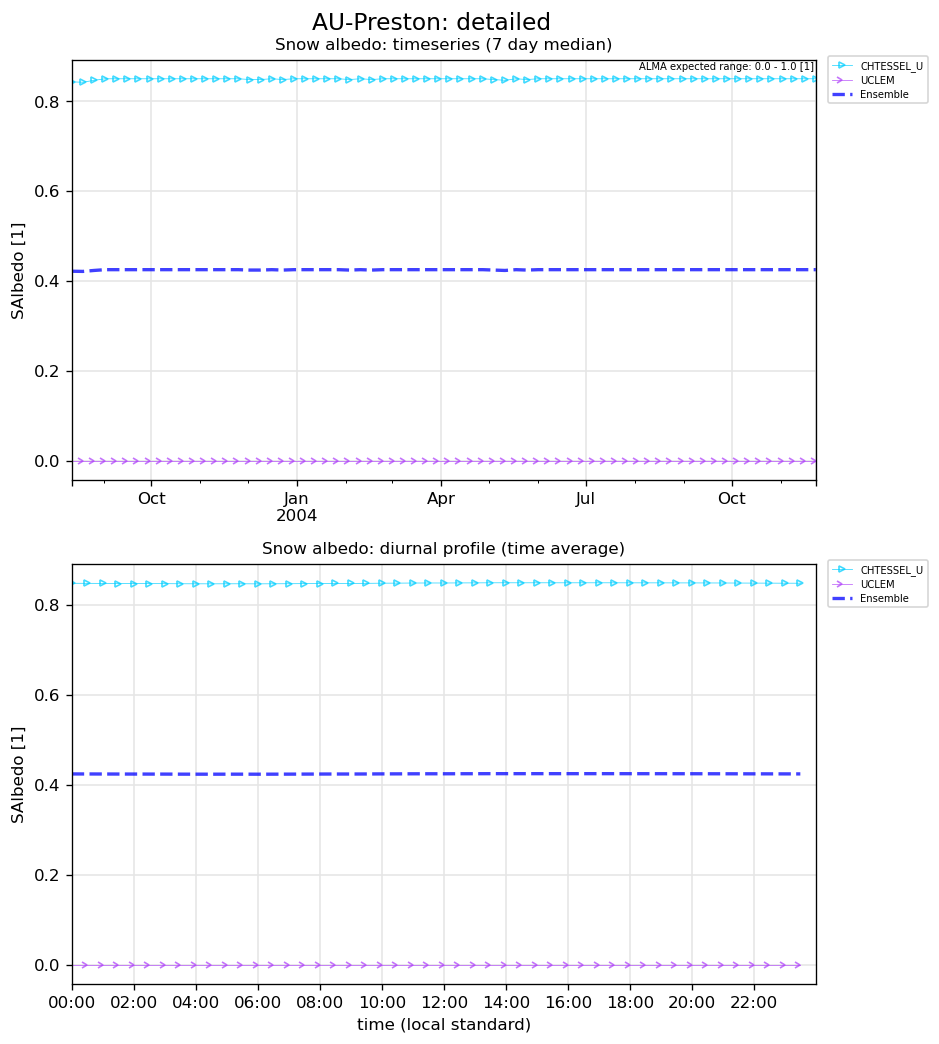 AU-Preston: detailed
Snow albedo: timeseries (7 day median)
ALMA expected range: 0.0 - 1.0 [1]
CHTESSEL_U
UCLEM
Ensemble
0.8
0.6
0.4
0.2
0.0
SAlbedo [1]
Oct Jan Apr Jul Oct
2004
Snow albedo: diurnal profile (time average)
CHTESSEL_U
UCLEM
Ensemble
0.8
0.6
0.4
0.2
0.0
SAlbedo [1]
00:00 02:00 04:00 06:00 08:00 10:00 12:00 14:00 16:00 18:00 20:00 22:00
time (local standard)